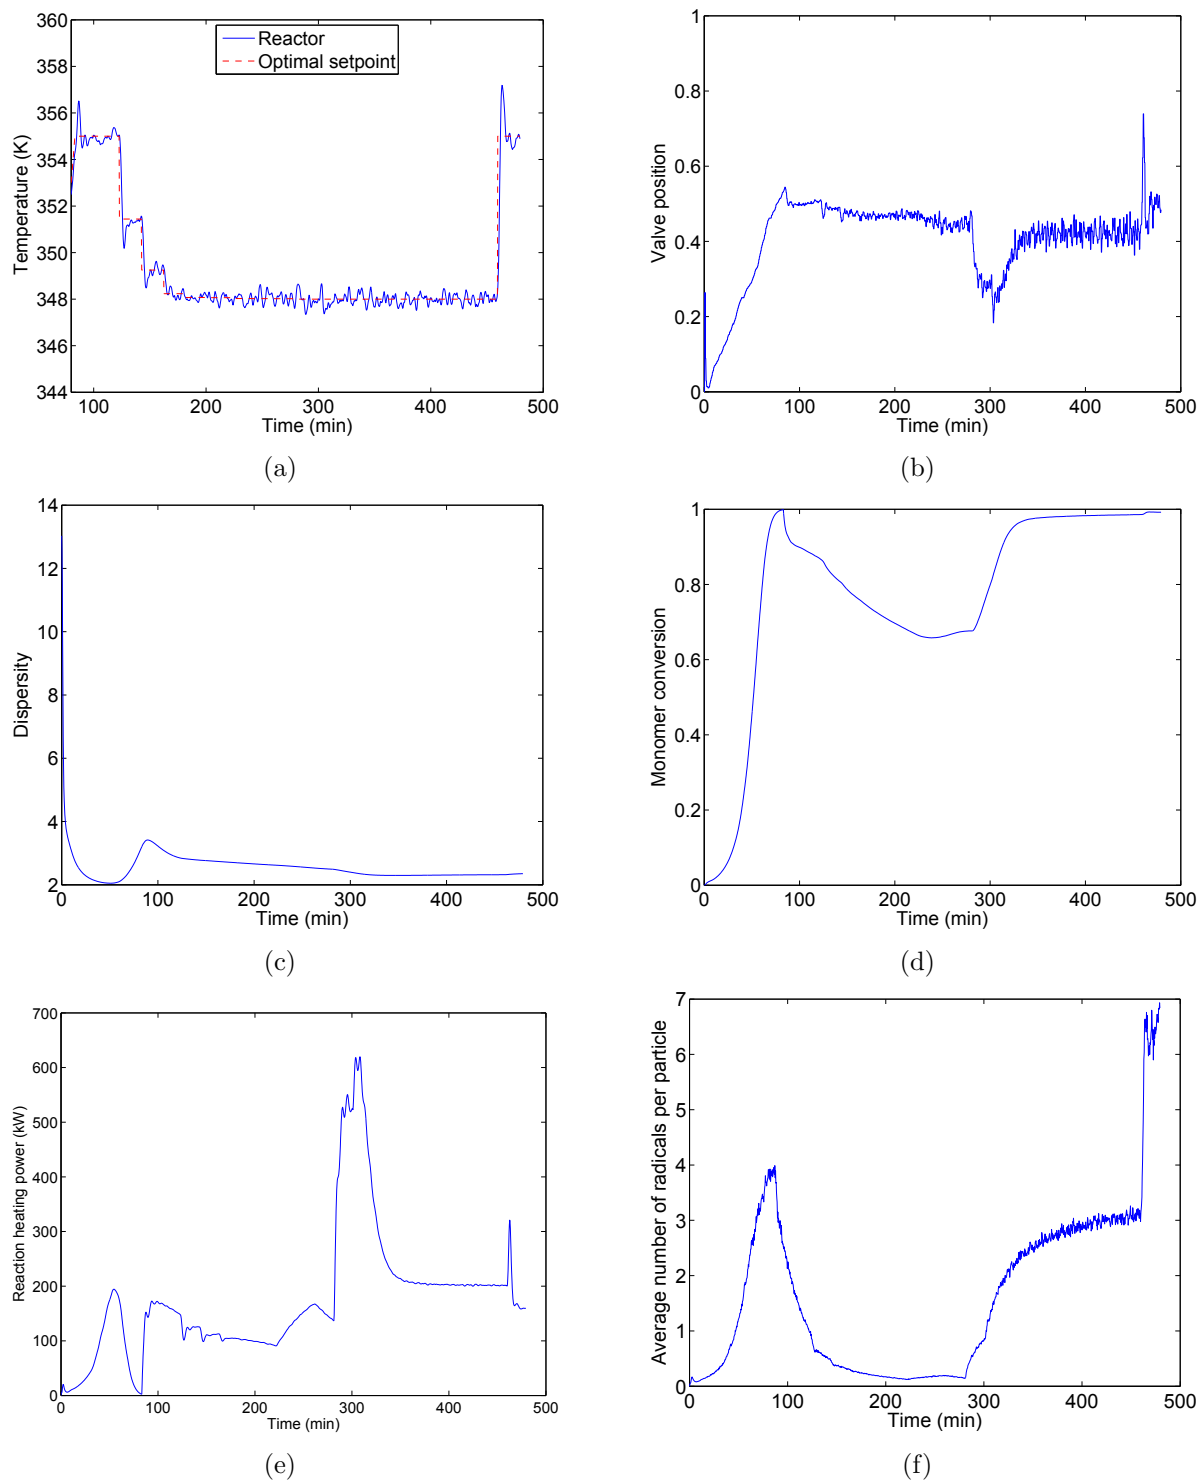 360
358
356
354
352
350
348
346
344
Temperature (K)
Reactor
Optimal setpoint
100 200 300 400 500
Time (min)
(a)
1
0.8
0.6
0.4
0.2
0
Valve position
0 100 200 300 400 500
Time (min)
(b)
14
12
10
8
6
4
2
Dispersity
0 100 200 300 400 500
Time (min)
(c)
1
0.8
0.6
0.4
0.2
0
Monomer conversion
0 100 200 300 400 500
Time (min)
(d)
700
600
500
400
300
200
100
0
Reaction heating power (kW)
0 100 200 300 400 500
Time (min)
(e)
7
6
5
4
3
2
1
0
Average number of radicals per particle
0 100 200 300 400 500
Time (min)
(f)